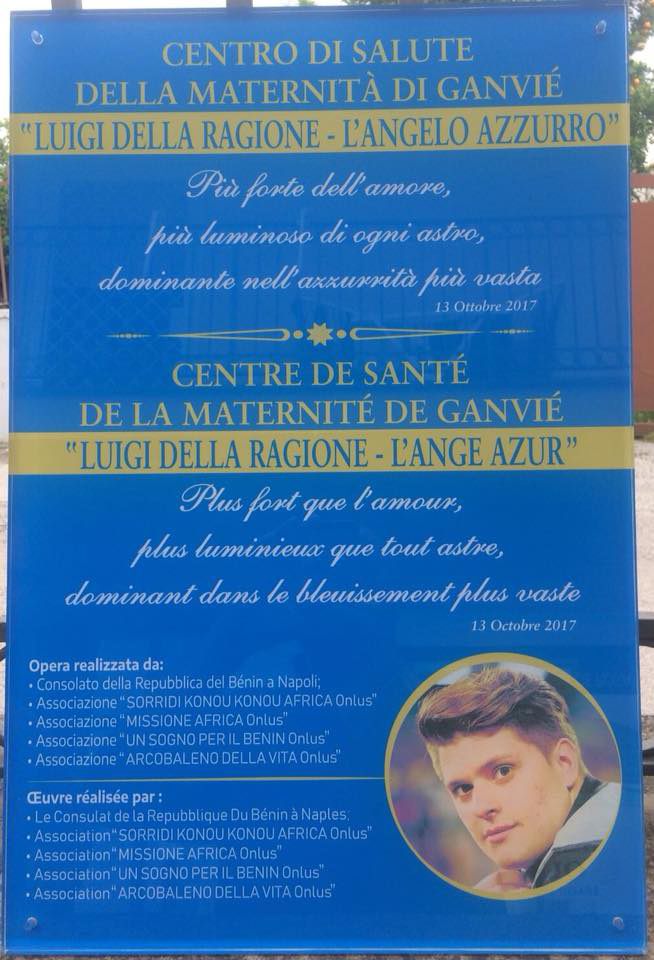 CENTRO DI SALUTE
DELLA MATERNITÀ DI GANVIÉ
"LUIGI DELLA RAGIONE - L'ANGELO AZZURRO"
Più forte dell'amore,
più luminoso di ogni astro,
dominante nell'azzurrità più vasta
13 Ottobre 2017
CENTRE DE SANTÉ
DE LA MATERNITÉ DE GANVIÉ
"LUIGI DELLA RAGIONE - L'ANGE AZUR"
Plus fort que l'amour,
plus luminieux que tout astre,
dominant dans le bleuissement plus vaste
13 Octobre 2017
Opera realizzata da:
• Consolato della Repubblica del Bénin a Napoli;
• Associazione "SORRIDI KONOU KONOU AFRICA Onlus"
• Associazione "MISSIONE AFRICA Onlus"
• Associazione "UN SOGNO PER IL BENIN Onlus"
• Associazione "ARCOBALENO DELLA VITA Onlus"
Œuvre réalisée par :
• Le Consulat de la Repubblique Du Bénin à Naples;
• Association "SORRIDI KONOU KONOU AFRICA Onlus"
• Association "MISSIONE AFRICA Onlus"
• Association "UN SOGNO PER IL BENIN Onlus"
• Association "ARCOBALENO DELLA VITA Onlus"